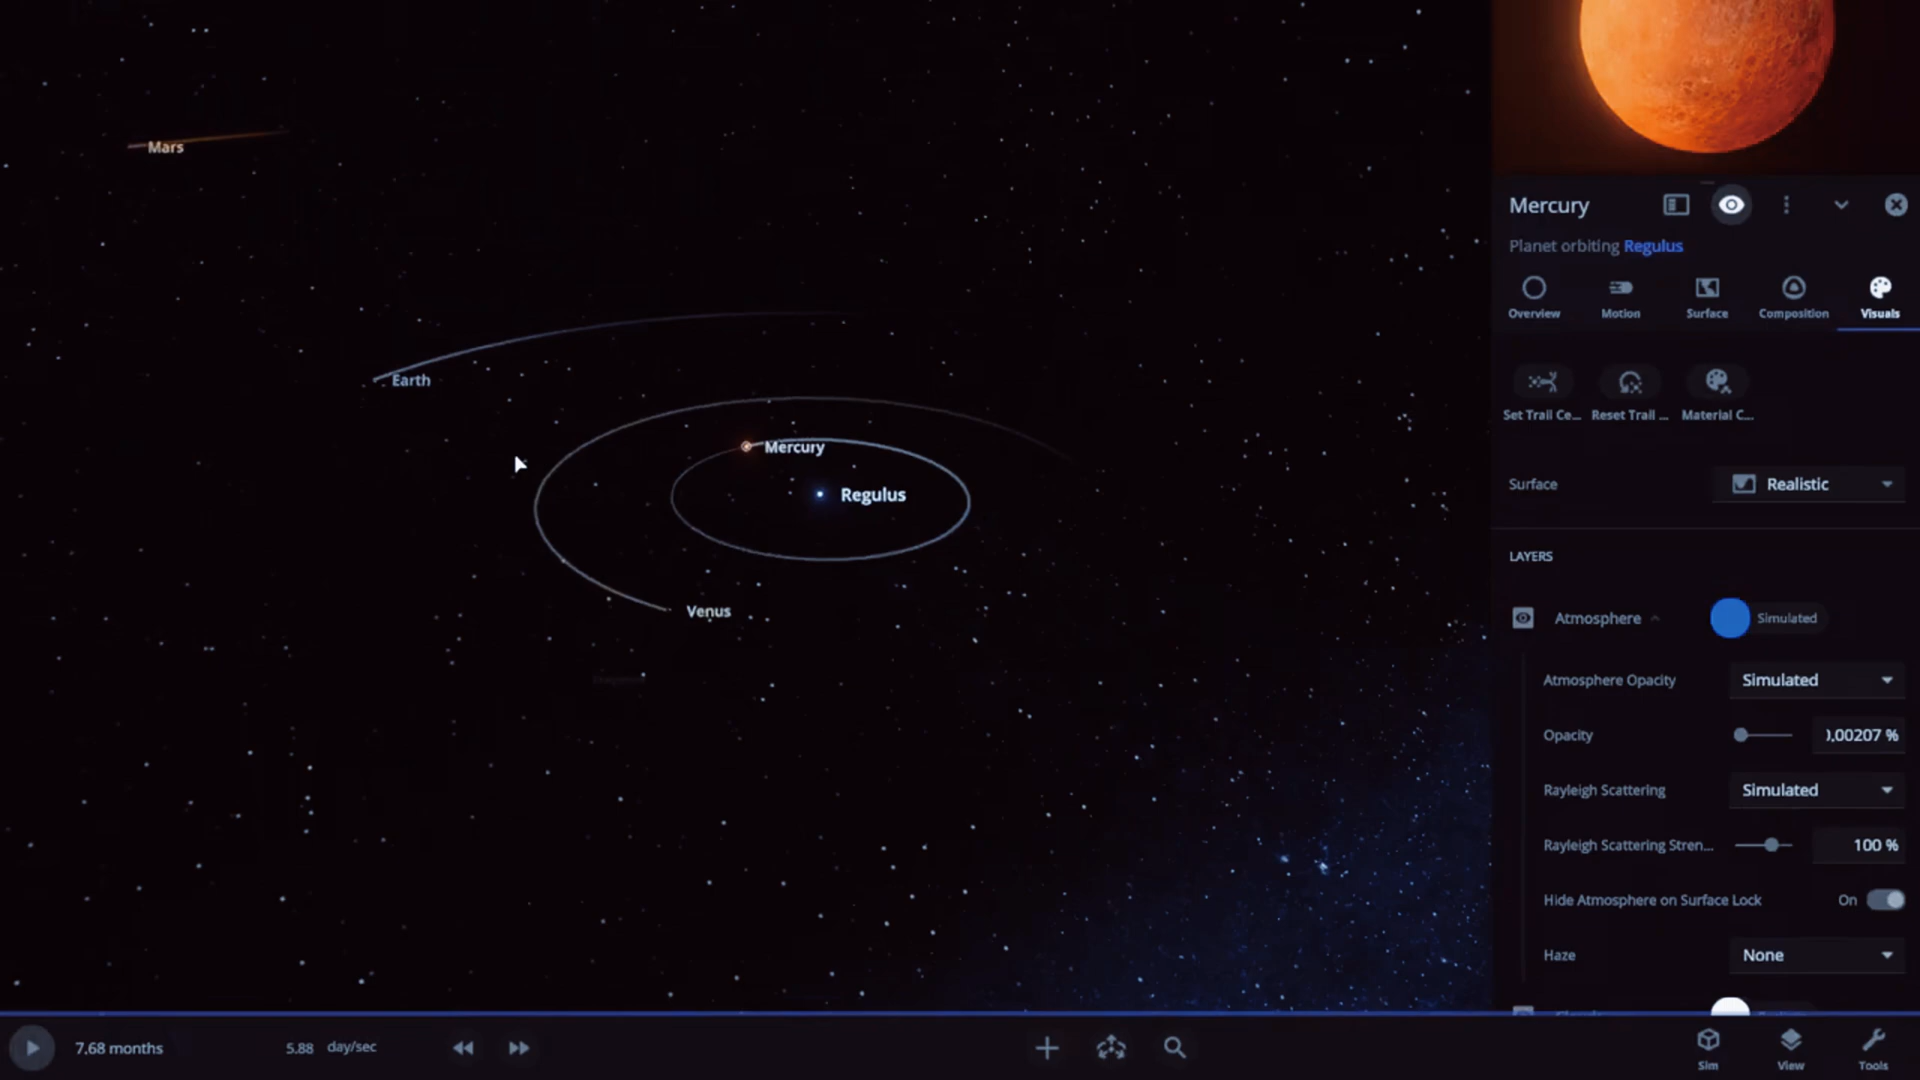 Mars
Earth
Mercury
Regulus
Venus
Mercury
Planet orbiting Regulus
Overview
Motion
Surface
Composition
Visuals
Set Trail Ce...
Reset Trail ...
Material C...
Surface
Realistic
LAYERS
Atmosphere
Simulated
Atmosphere Opacity
Simulated
Opacity
,00207 %
Rayleigh Scattering
Simulated
Rayleigh Scattering Stren...
100 %
Hide Atmosphere on Surface Lock
On
Haze
None
7,68 months
5.88 day/sec
Sim
View
Tools